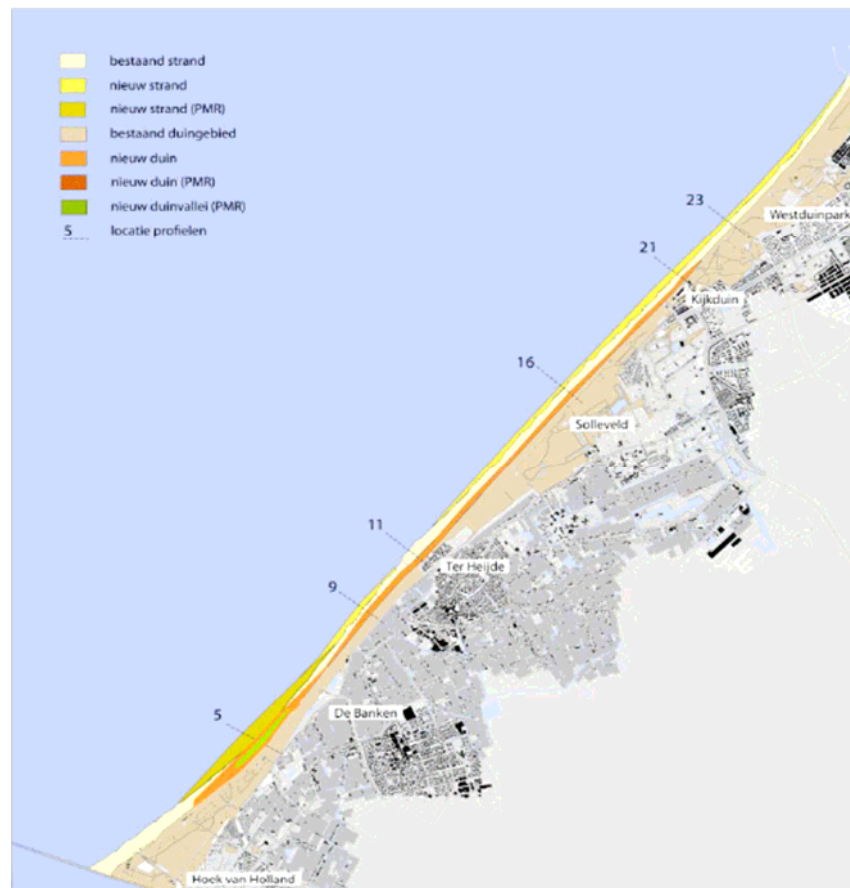 bestaand strand
nieuw strand
nieuw strand (PMR)
bestaand duingebied
nieuw duin
nieuw duin (PMR)
nieuw duinvallei (PMR)
5 locatie profielen
23
Westduinpark
21
Kijkduin
16
Solleveld
11
Ter Heijde
9
De Banken
5
Hoek van Holland